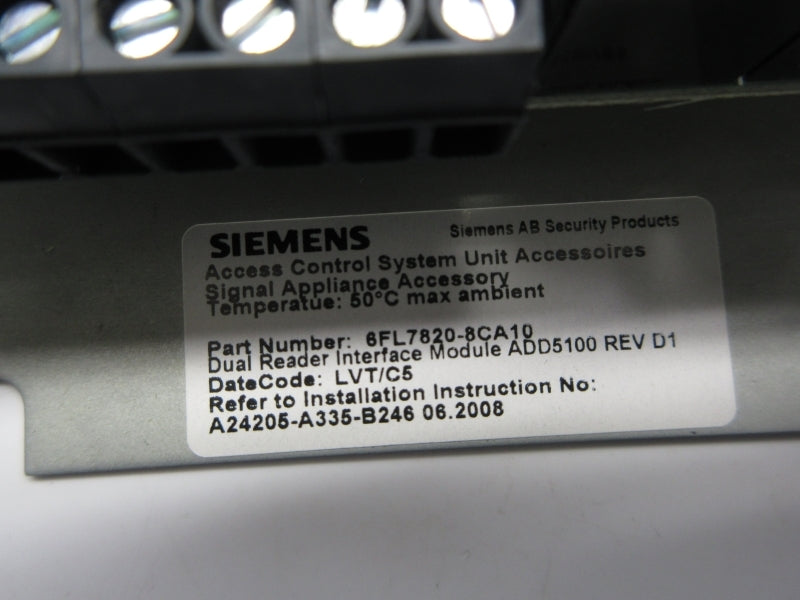 SIEMENS Siemens AB Security Products
Access Control System Unit Accessoires
Signal Appliance Accessory
Temperatue: 50°C max ambient
Part Number: 6FL7820-8CA10
Dual Reader Interface Module ADD5100 REV D1
DateCode: LVT/C5
Refer to Installation Instruction No:
A24205-A335-B246 06.2008